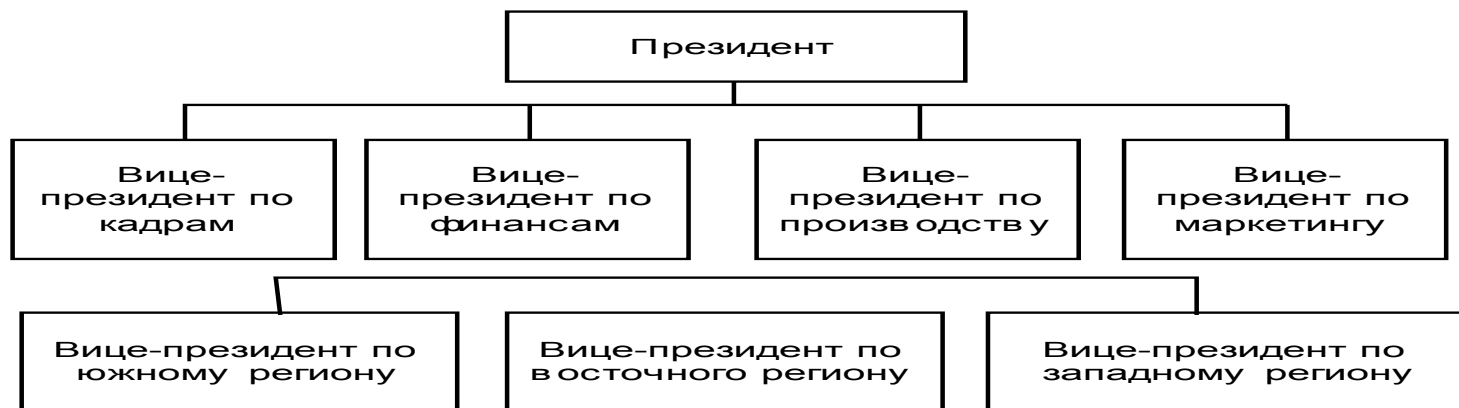 Президент
Вице-
президент по
кадрам
Вице-
президент по
финансам
Вице-
президент по
производству
Вице-
президент по
маркетингу
Вице-президент по
южному региону
Вице-президент по
восточного региону
Вице-президент по
западному региону